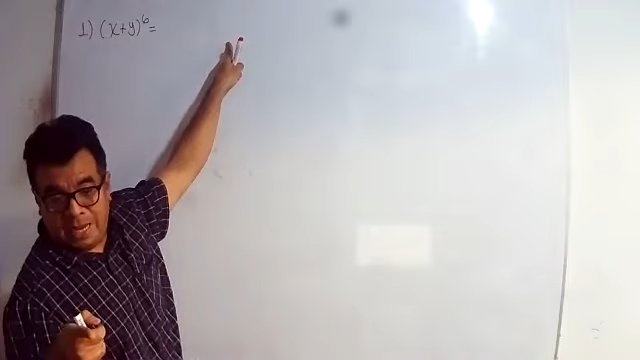 1) (x+y)⁶=